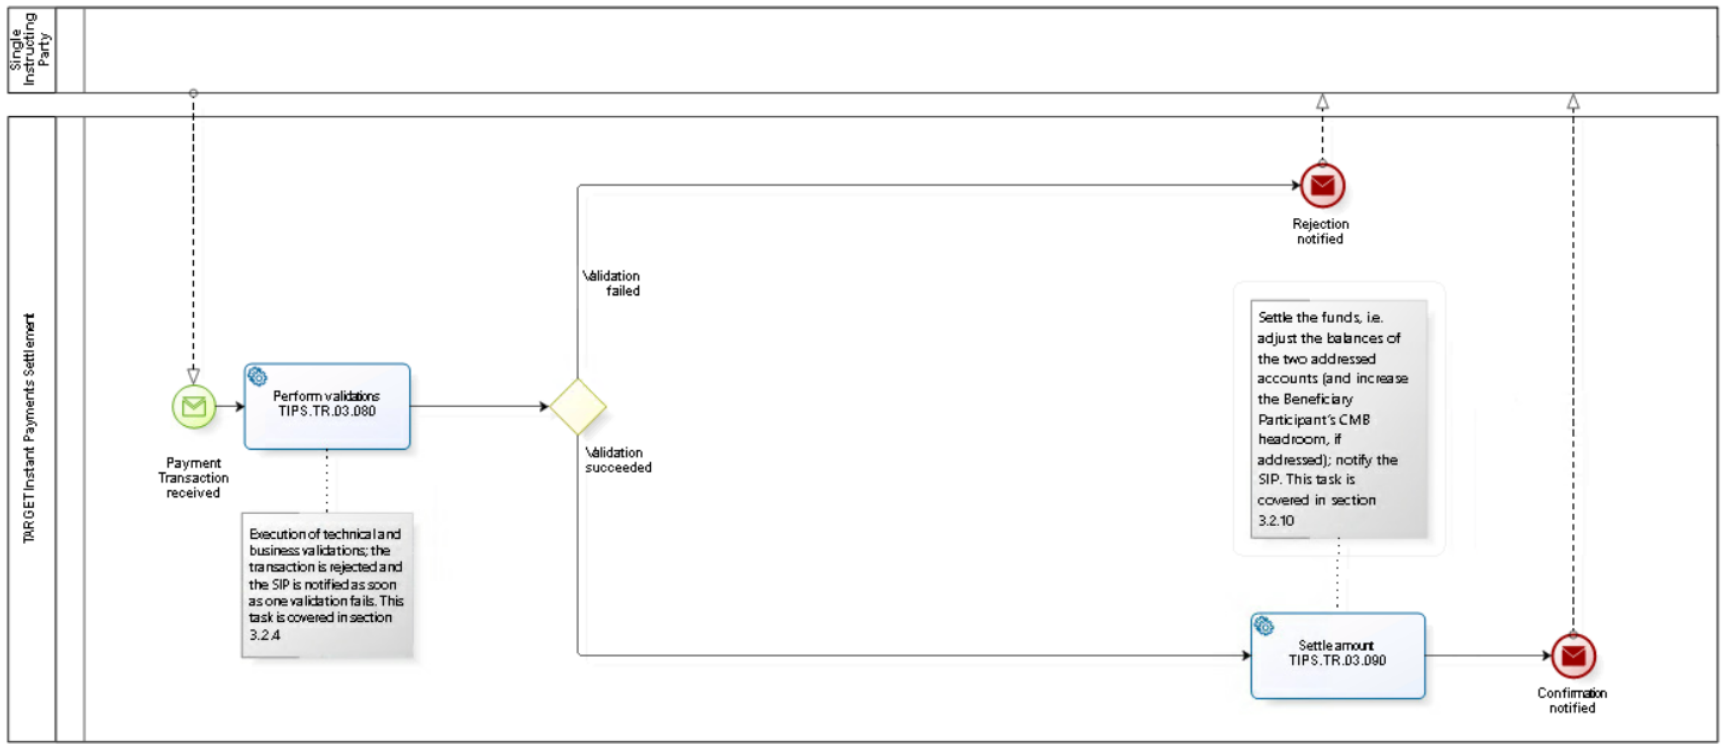 Single
Instructing
Party
TARGET Instant Payments Settlement
Payment
Transaction
received
Perform validations
TIPS.TR.03.080
Execution of technical and
business validations; the
transaction is rejected and
the SIP is notified as soon
as one validation fails. This
task is covered in section
3.2.4
Validation
failed
Validation
succeeded
Rejection
notified
Settle the funds, i.e.
adjust the balances of
the two addressed
accounts (and increase
the Beneficiary
Participant's CMB
headroom, if
addressed); notify the
SIP. This task is
covered in section
3.2.10
Settle amount
TIPS.TR.03.090
Confirmation
notified